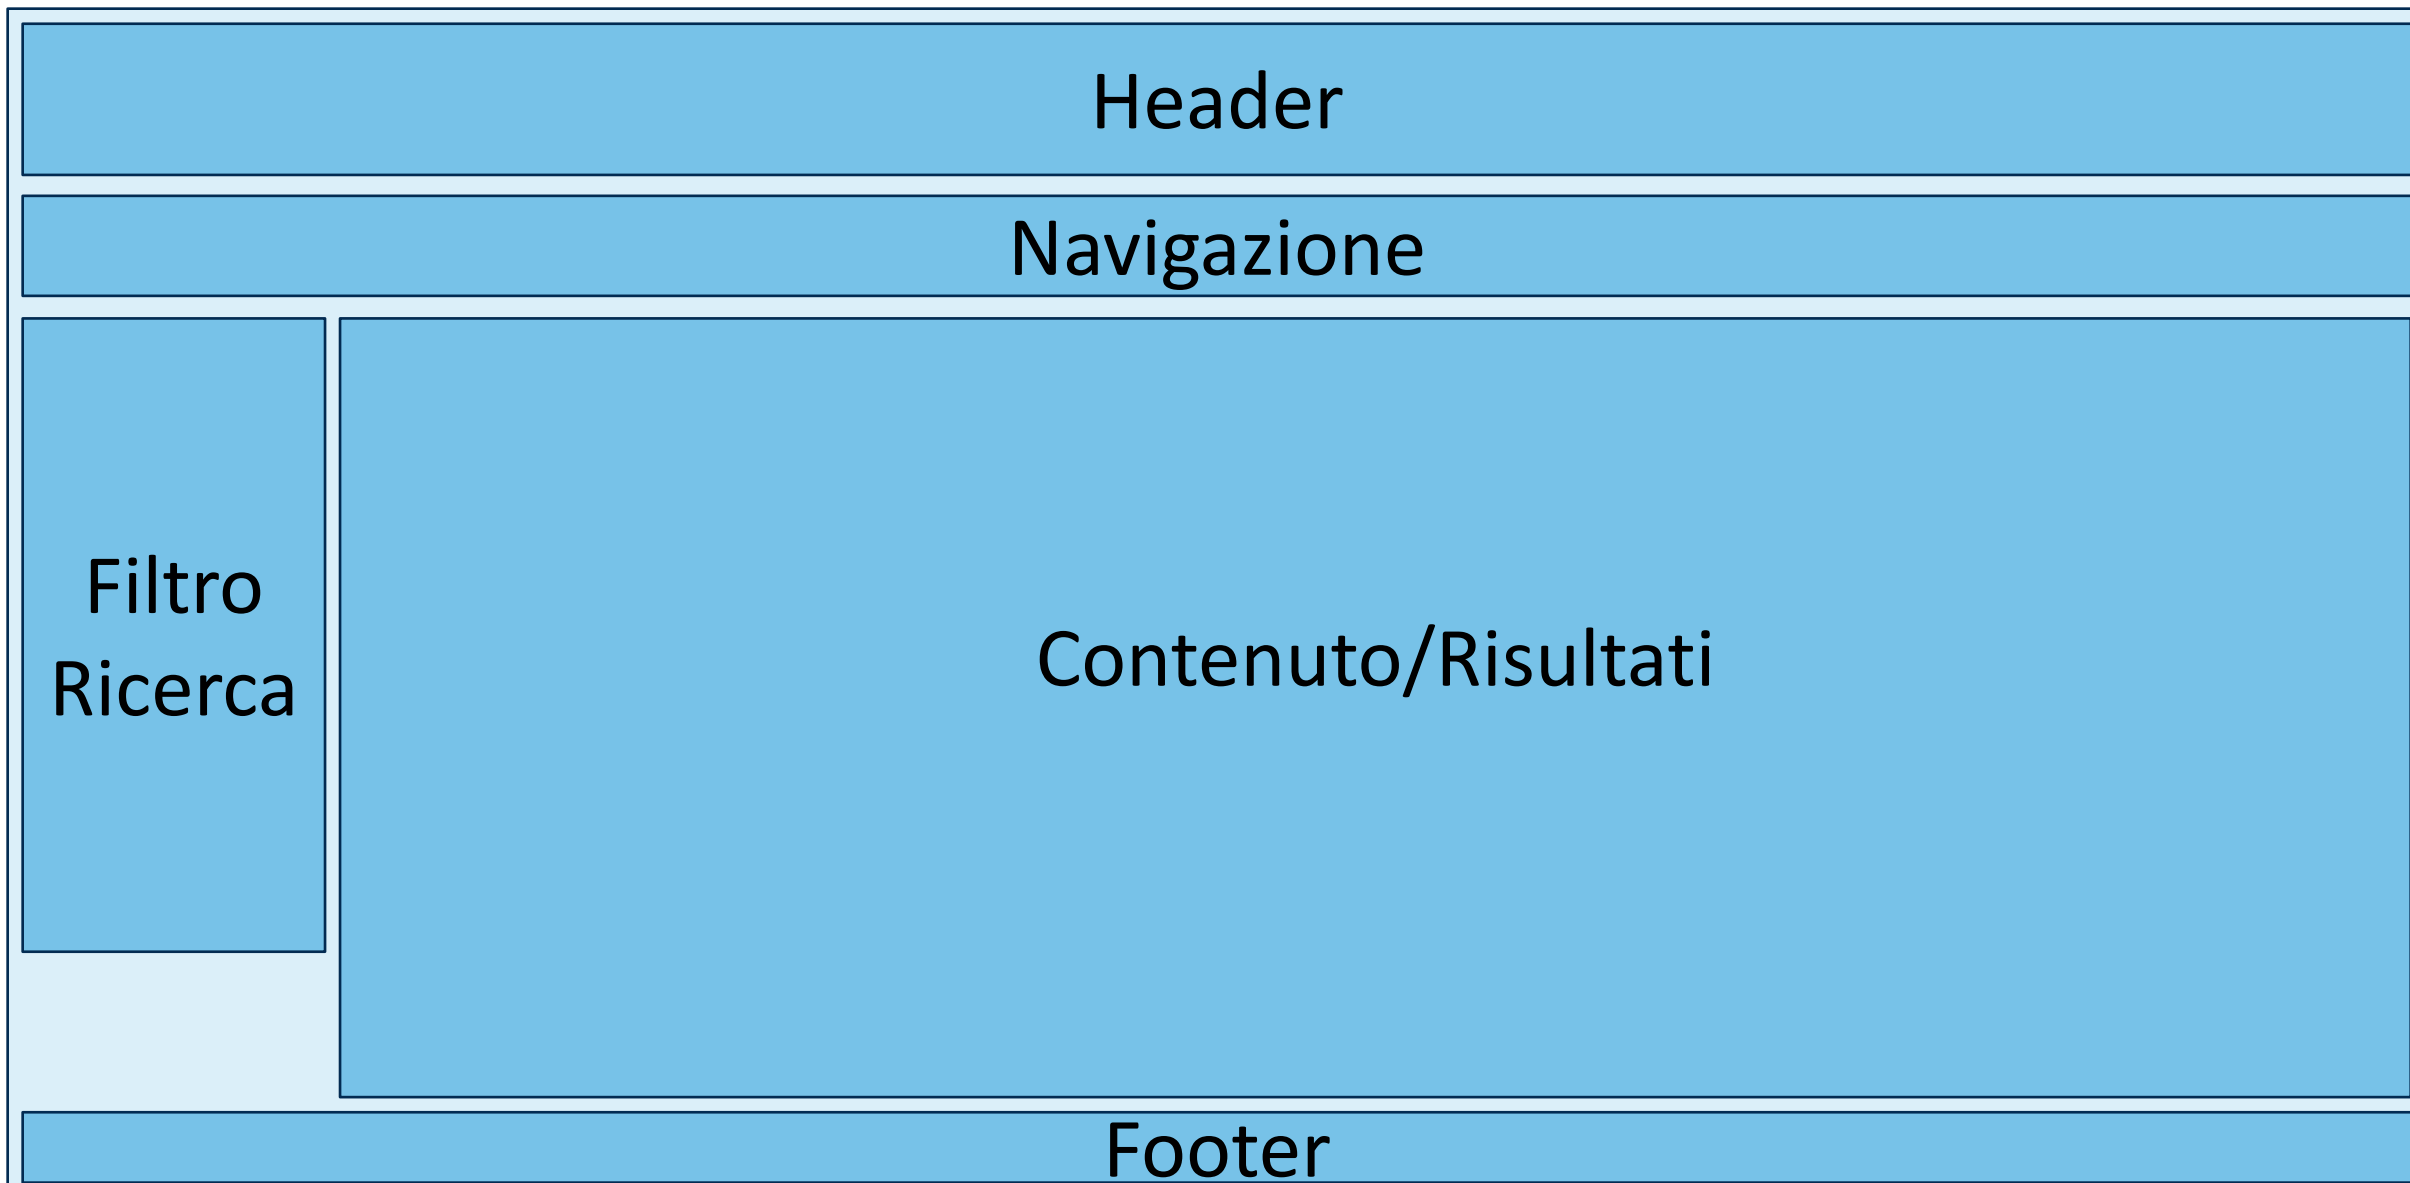 Header
Navigazione
Filtro
Ricerca
Contenuto/Risultati
Footer